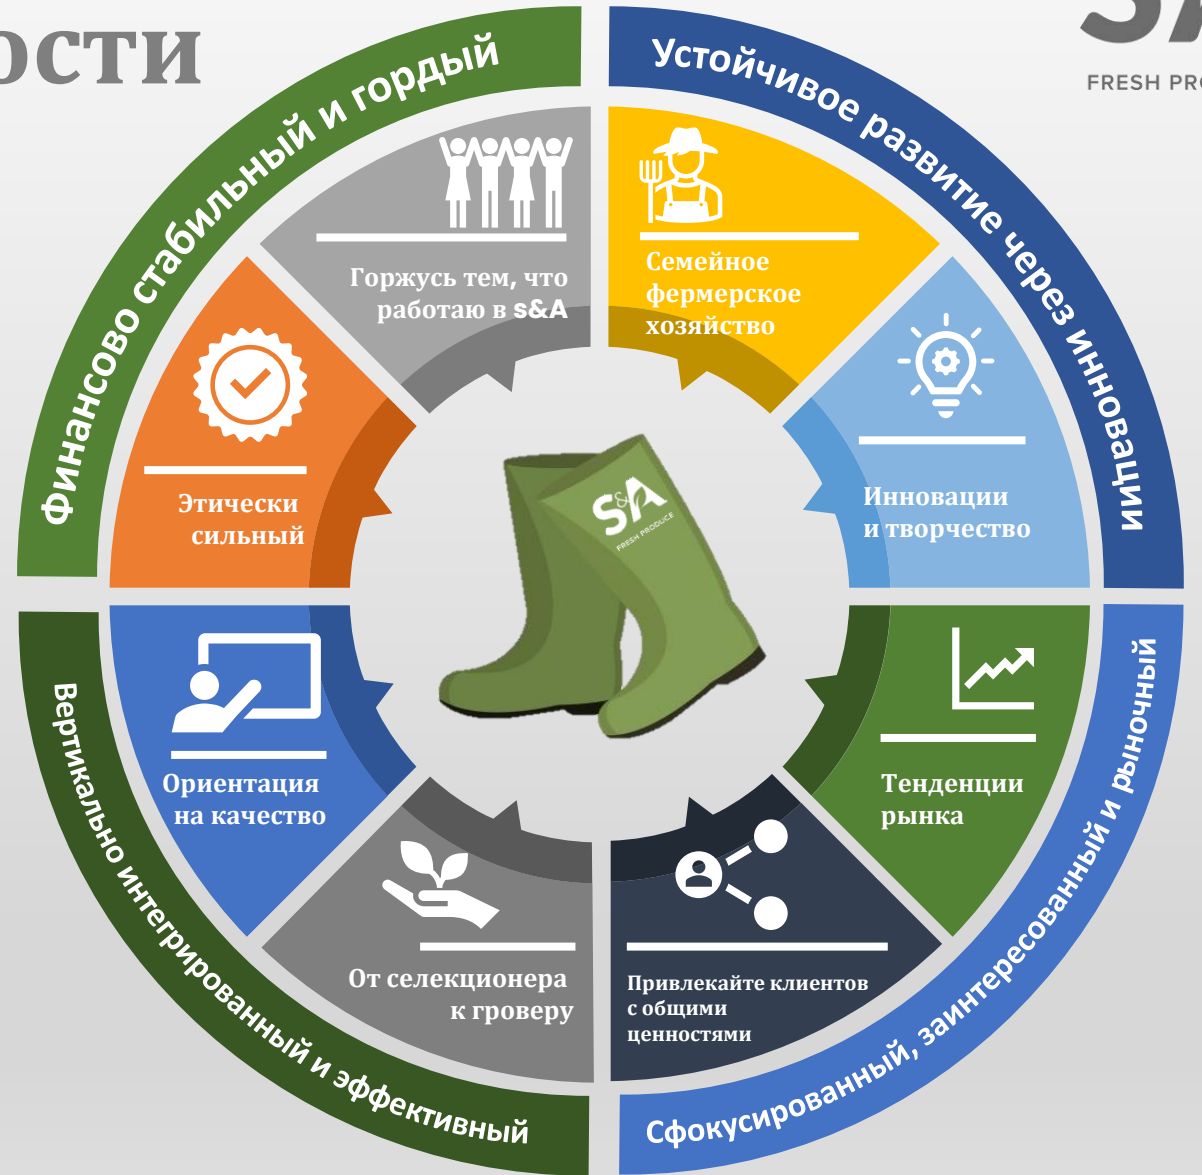 ости
FRESH PRO
Финансово стабильный и гордый
Устойчивое развитие через инновации
Горжусь тем, что
работаю в s&A
Семейное
фермерское
хозяйство
Этически
сильный
Инновации
и творчество
S&A
FRESH PRODUCE
Ориентация
на качество
Тенденции
рынка
От селекционера
к гроверу
Привлекайте клиентов
с общими
ценностями
Вертикально интегрированный и эффективный
Сфокусированный, заинтересованный и рыночный